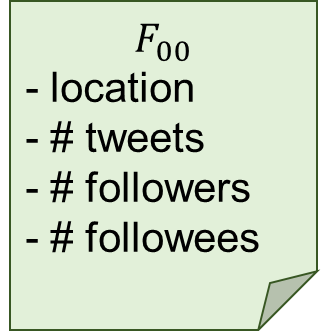 F₀₀
- location
- # tweets
- # followers
- # followees